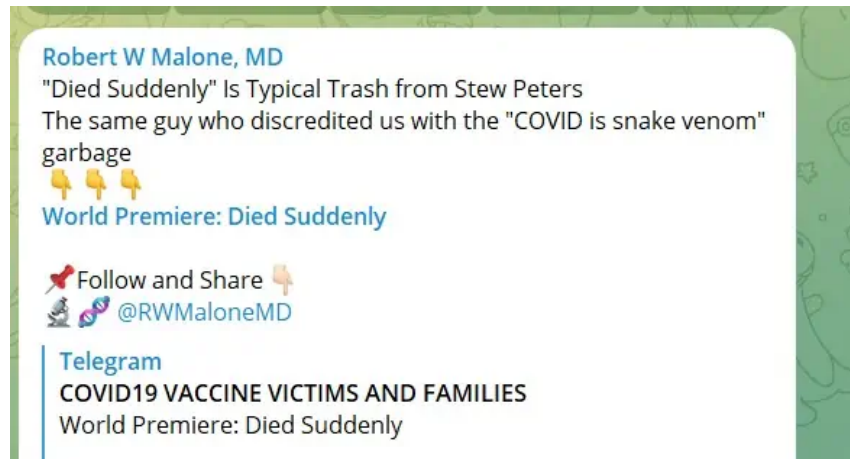 Robert W Malone, MD
"Died Suddenly" Is Typical Trash from Stew Peters
The same guy who discredited us with the "COVID is snake venom"
garbage
👇👇👇
World Premiere: Died Suddenly
📌Follow and Share👇🏻
🔬🧬 @RWMaloneMD
Telegram
COVID19 VACCINE VICTIMS AND FAMILIES
World Premiere: Died Suddenly